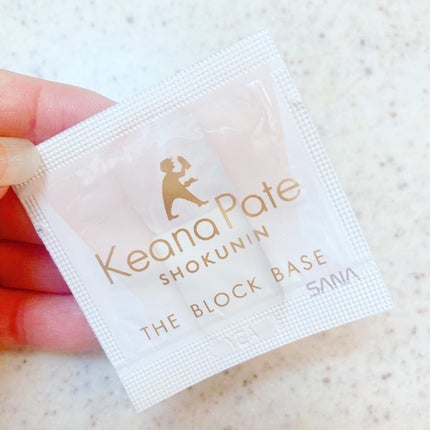 Keana Pate
SHOKUNIN
THE BLOCK BASE
SANA